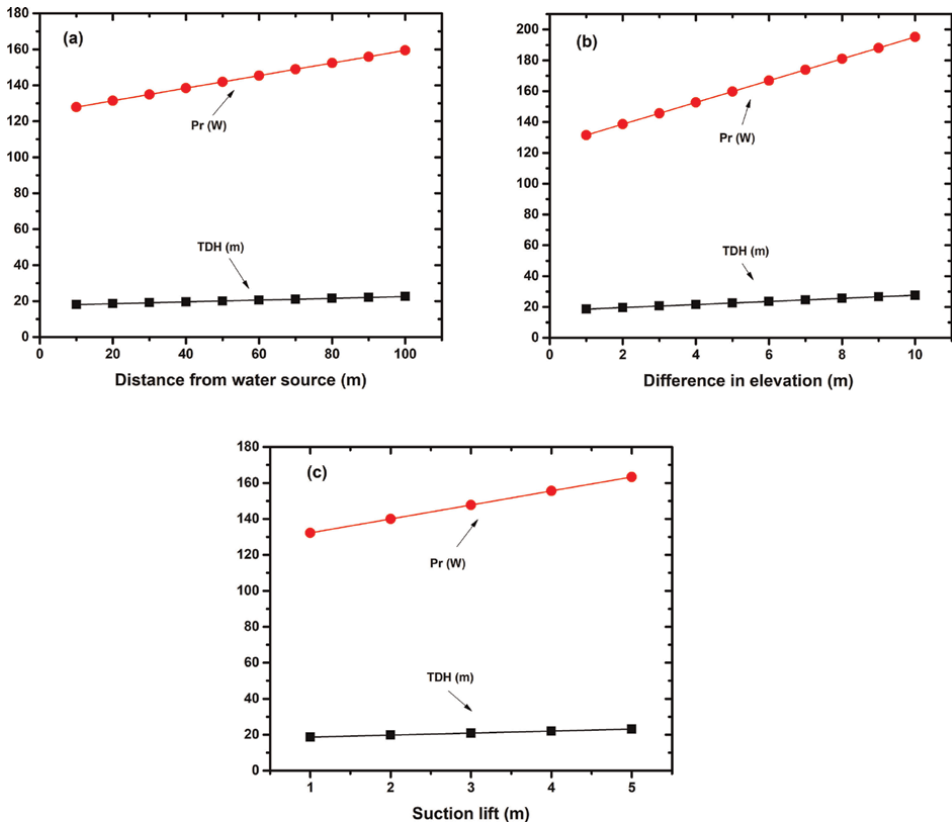 (a)
180
160
140
120
100
80
60
40
20
0
Pr (W)
TDH (m)
0 20 40 60 80 100
Distance from water source (m)
(b)
200
180
160
140
120
100
80
60
40
20
0
Pr (W)
TDH (m)
0 2 4 6 8 10
Difference in elevation (m)
(c)
180
160
140
120
100
80
60
40
20
0
Pr (W)
TDH (m)
1 2 3 4 5
Suction lift (m)